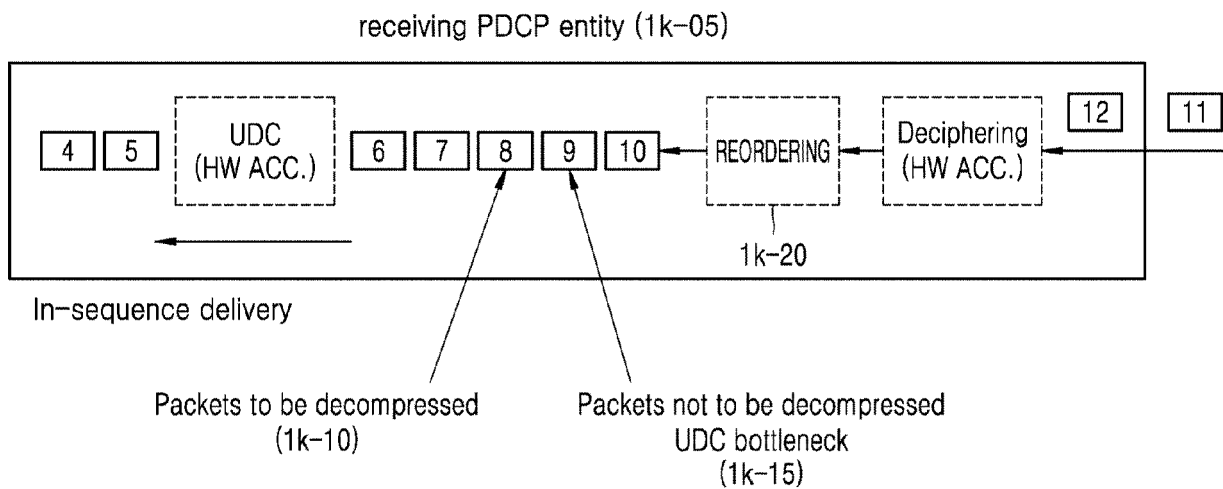 receiving PDCP entity (1k-05)
12
11
4
5
UDC
(HW ACC.)
6
7
8
9
10
REORDERING
Deciphering
(HW ACC.)
1k-20
In-sequence delivery
Packets to be decompressed
(1k-10)
Packets not to be decompressed
UDC bottleneck
(1k-15)